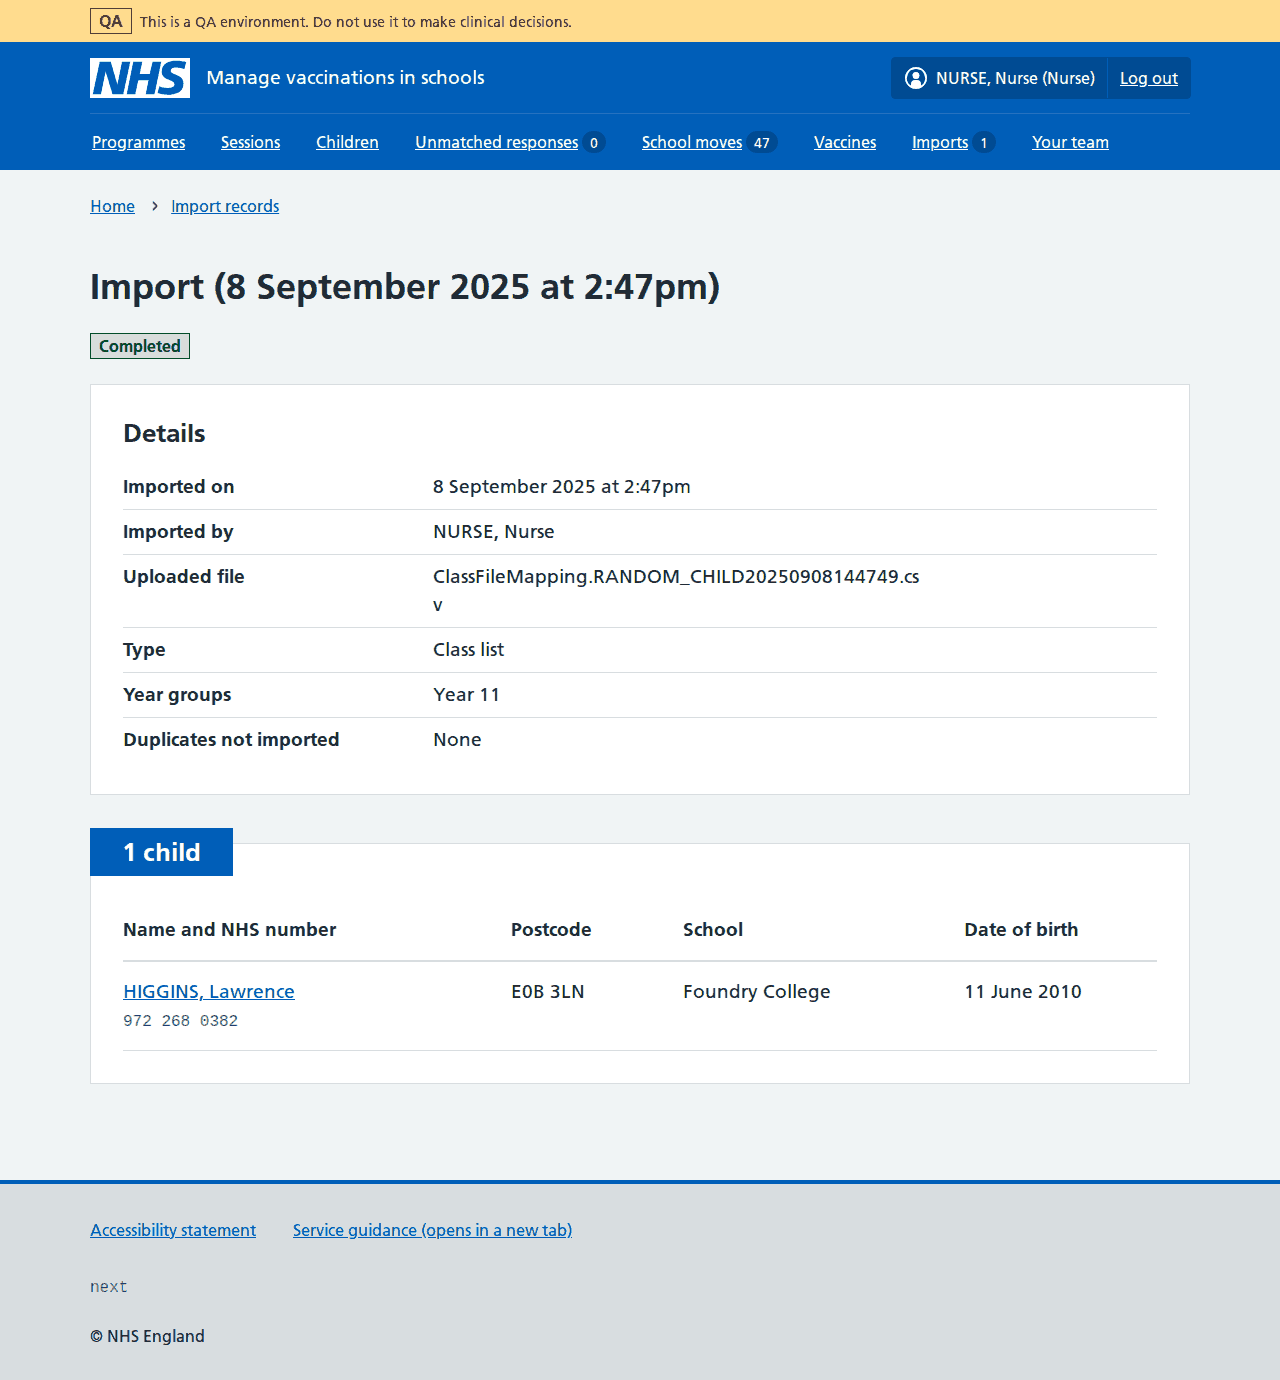 QA This is a QA environment. Do not use it to make clinical decisions.
NHS Manage vaccinations in schools NURSE, Nurse (Nurse) Log out
Programmes Sessions Children Unmatched responses 0 School moves 47 Vaccines Imports 1 Your team
Home Import records
Import (8 September 2025 at 2:47pm)
Completed
Details
Imported on 8 September 2025 at 2:47pm
Imported by NURSE, Nurse
Uploaded file ClassFileMapping.RANDOM_CHILD20250908144749.cs
v
Type Class list
Year groups Year 11
Duplicates not imported None
1 child
Name and NHS number Postcode School Date of birth
HIGGINS, Lawrence E0B 3LN Foundry College 11 June 2010
972 268 0382
Accessibility statement Service guidance (opens in a new tab)
next
© NHS England